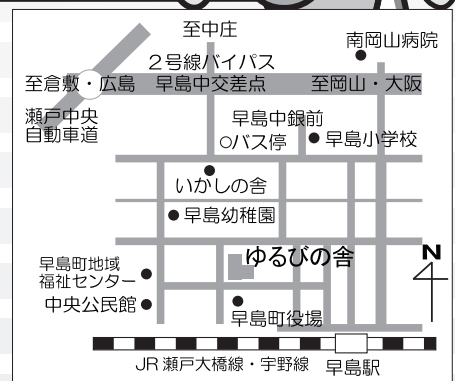 至中庄
南岡山病院
2号線バイパス
至倉敷・広島 早島中交差点 至岡山・大阪
瀬戸中央
自動車道
早島中銀前
バス停
早島小学校
いかしの舎
早島幼稚園
ゆるびの舎
N
早島町地域
福祉センター
中央公民館
早島町役場
JR瀬戸大橋線・宇野線 早島駅